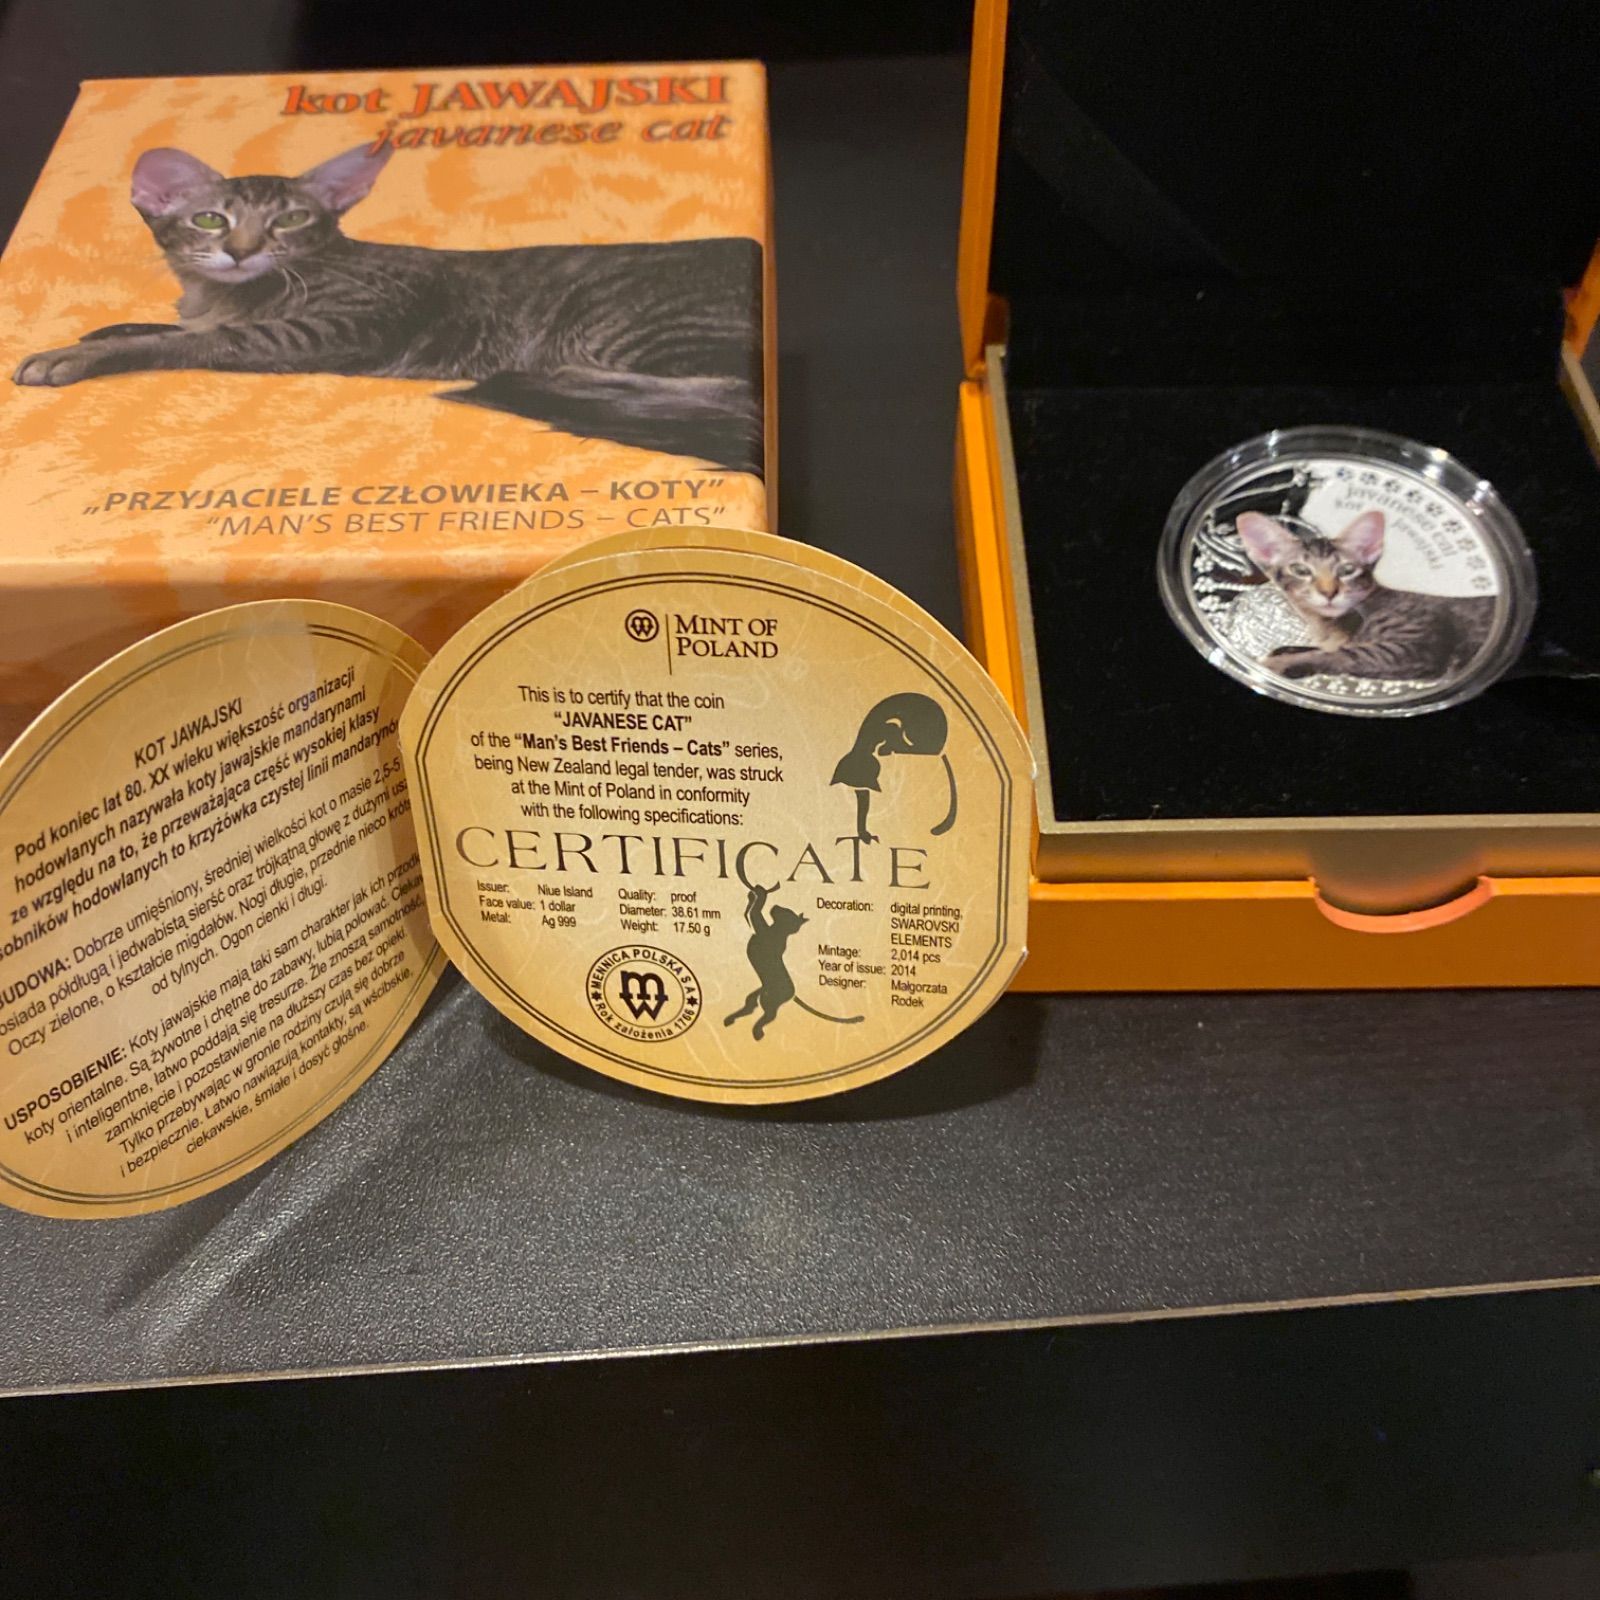 kot JAWAJSKI
javanese cat
„PRZYJACIELE CZŁOWIEKA – KOTY”
“MAN'S BEST FRIENDS – CATS”
KOT JAWAJSKI
Pod koniec lat 80. XX wieku większość organizacji
hodowlanych nazywała koty jawajskie mandarynami
ze względu na to, że przeważająca część wysokiej klasy
osobników hodowlanych to krzyżówka czystej linii mandarynów
BUDOWA: Dobrze umięśniony, średniej wielkości kot o masie 2,5-5
posiada półdługą i jedwabistą sierść oraz trójkątną głowę z dużymi
Oczy zielone, o kształcie migdałów. Nogi długie, przednie nieco
od tylnych. Ogon cienki i długi.
USPOSOBIENIE: Koty jawajskie mają taki sam charakter jak ich
koty orientalne. Są żywotne i chętne do zabawy, lubią polować.
i inteligentne, łatwo poddają się tresurze. Źle znoszą samotność,
zamknięcie i pozostawienie na dłuższy czas bez opieki.
Tylko przebywając w gronie rodziny czują się dobrze
i bezpiecznie. Łatwo nawiązują kontakty, są wścibskie,
ciekawskie, śmiałe i dosyć głośne.
MINT OF
POLAND
This is to certify that the coin
“JAVANESE CAT”
of the “Man's Best Friends – Cats” series,
being New Zealand legal tender, was struck
at the Mint of Poland in conformity
with the following specifications:
CERTIFICATE
Issuer: Niue Island
Face value: 1 dollar
Metal: Ag 999
Quality: proof
Diameter: 38.61 mm
Weight: 17.50 g
Decoration: digital printing,
SWAROVSKI
ELEMENTS
Mintage: 2,014 pcs
Year of issue: 2014
Designer: Małgorzata
Rodek
MENNICA POLSKA S A
Rok założenia 1766
javanese cat
kot jawajski